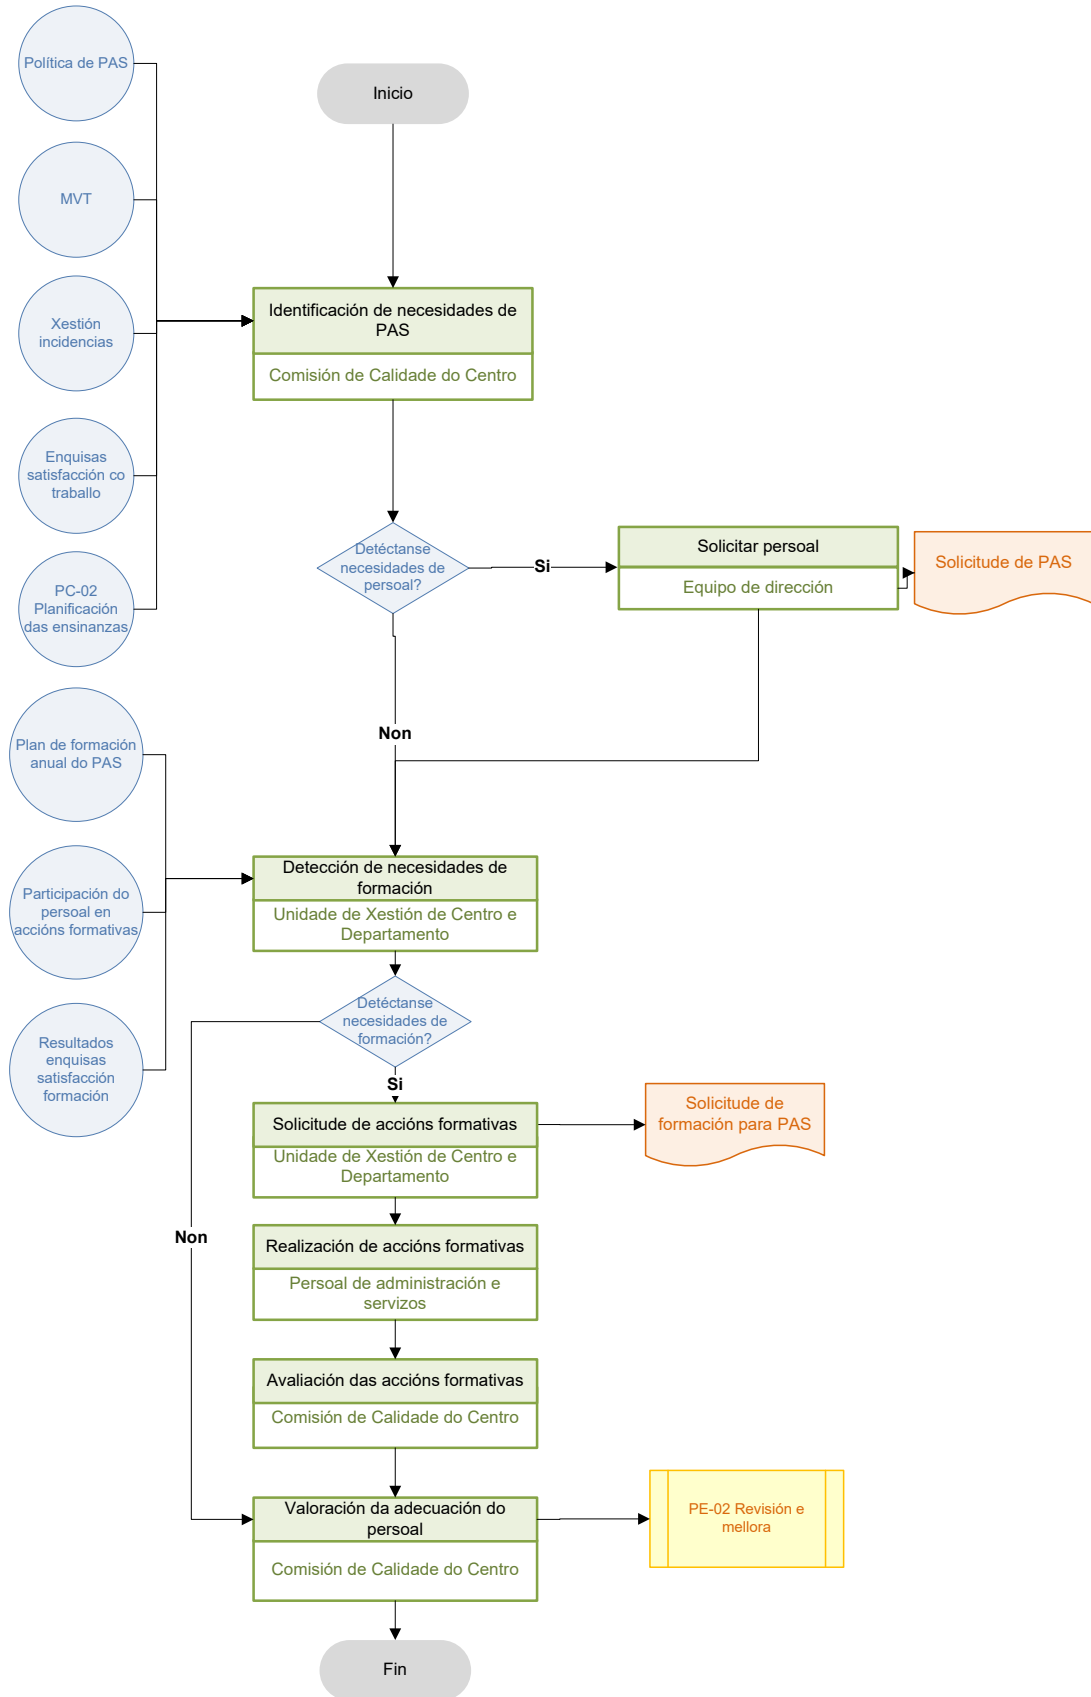 Política de PAS
Inicio
MVT
Xestión
incidencias
Identificación de necesidades de
PAS
Comisión de Calidade do Centro
Enquisas
satisfacción co
traballo
Detéctanse
necesidades de
persoal?
Si
Solicitar persoal
Equipo de dirección
Solicitude de PAS
PC-02
Planificación
das ensinanzas
Non
Plan de formación
anual do PAS
Detección de necesidades de
formación
Unidade de Xestión de Centro e
Departamento
Participación do
persoal en
accións formativas
Detéctanse
necesidades de
formación?
Resultados
enquisas
satisfacción
formación
Si
Solicitude de accións formativas
Unidade de Xestión de Centro e
Departamento
Solicitude de
formación para PAS
Non
Realización de accións formativas
Persoal de administración e
servizos
Avaliación das accións formativas
Comisión de Calidade do Centro
Valoración da adecuación do
persoal
Comisión de Calidade do Centro
PE-02 Revisión e
mellora
Fin